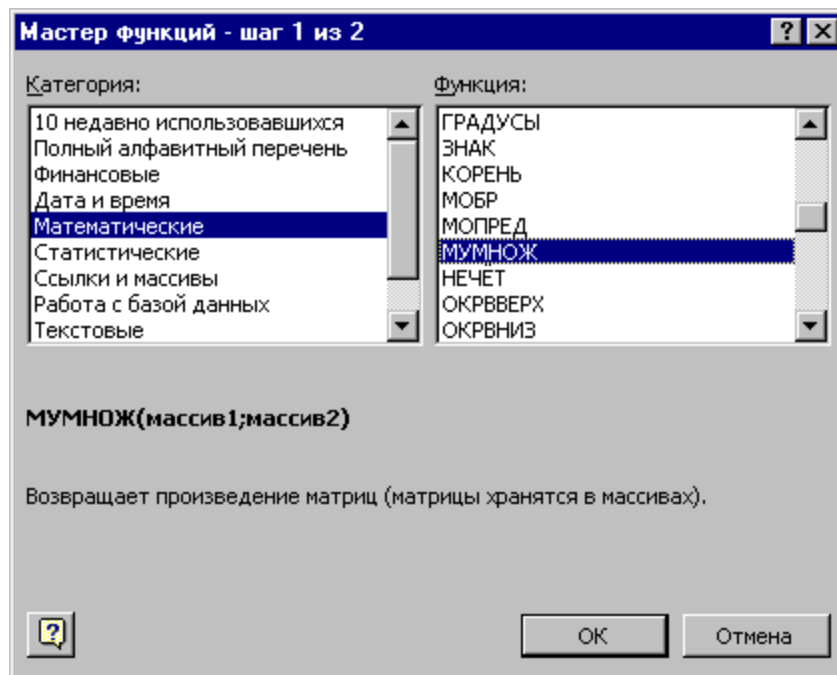 Мастер функций - шаг 1 из 2
Категория:
10 недавно использовавшихся
Полный алфавитный перечень
Финансовые
Дата и время
Математические
Статистические
Ссылки и массивы
Работа с базой данных
Текстовые
Функция:
ГРАДУСЫ
ЗНАК
КОРЕНЬ
МОБР
МОПРЕД
МУМНОЖ
НЕЧЁТ
ОКРВВЕРХ
ОКРВНИЗ
МУМНОЖ(массив1;массив2)
Возвращает произведение матриц (матрицы хранятся в массивах).
ОК
Отмена